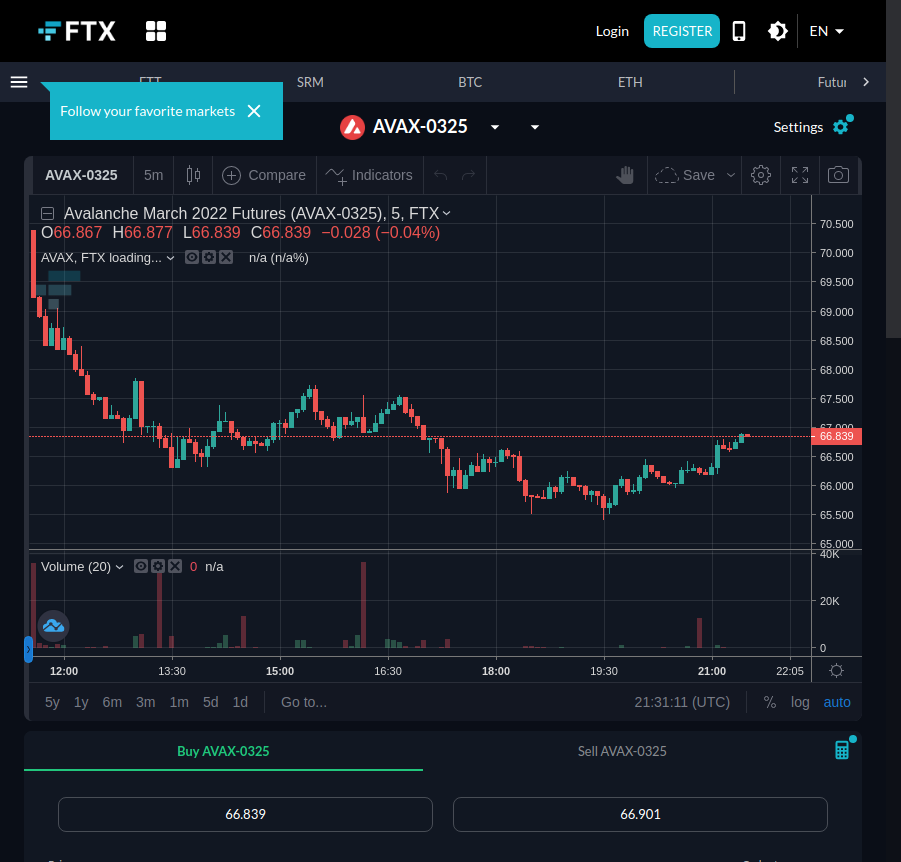 FTX
Login REGISTER EN
FTT SRM BTC ETH Futur
Follow your favorite markets
AVAX-0325
Settings
AVAX-0325 5m Compare Indicators Save
Avalanche March 2022 Futures (AVAX-0325), 5, FTX
O66.867 H66.877 L66.839 C66.839 −0.028 (−0.04%)
AVAX, FTX loading... n/a (n/a%)
70.500
70.000
69.500
69.000
68.500
68.000
67.500
67.000
66.839
66.500
66.000
65.500
65.000
Volume (20) 0 n/a
40K
20K
0
12:00 13:30 15:00 16:30 18:00 19:30 21:00 22:05
5y 1y 6m 3m 1m 5d 1d Go to... 21:31:11 (UTC) % log auto
Buy AVAX-0325 Sell AVAX-0325
66.839 66.901